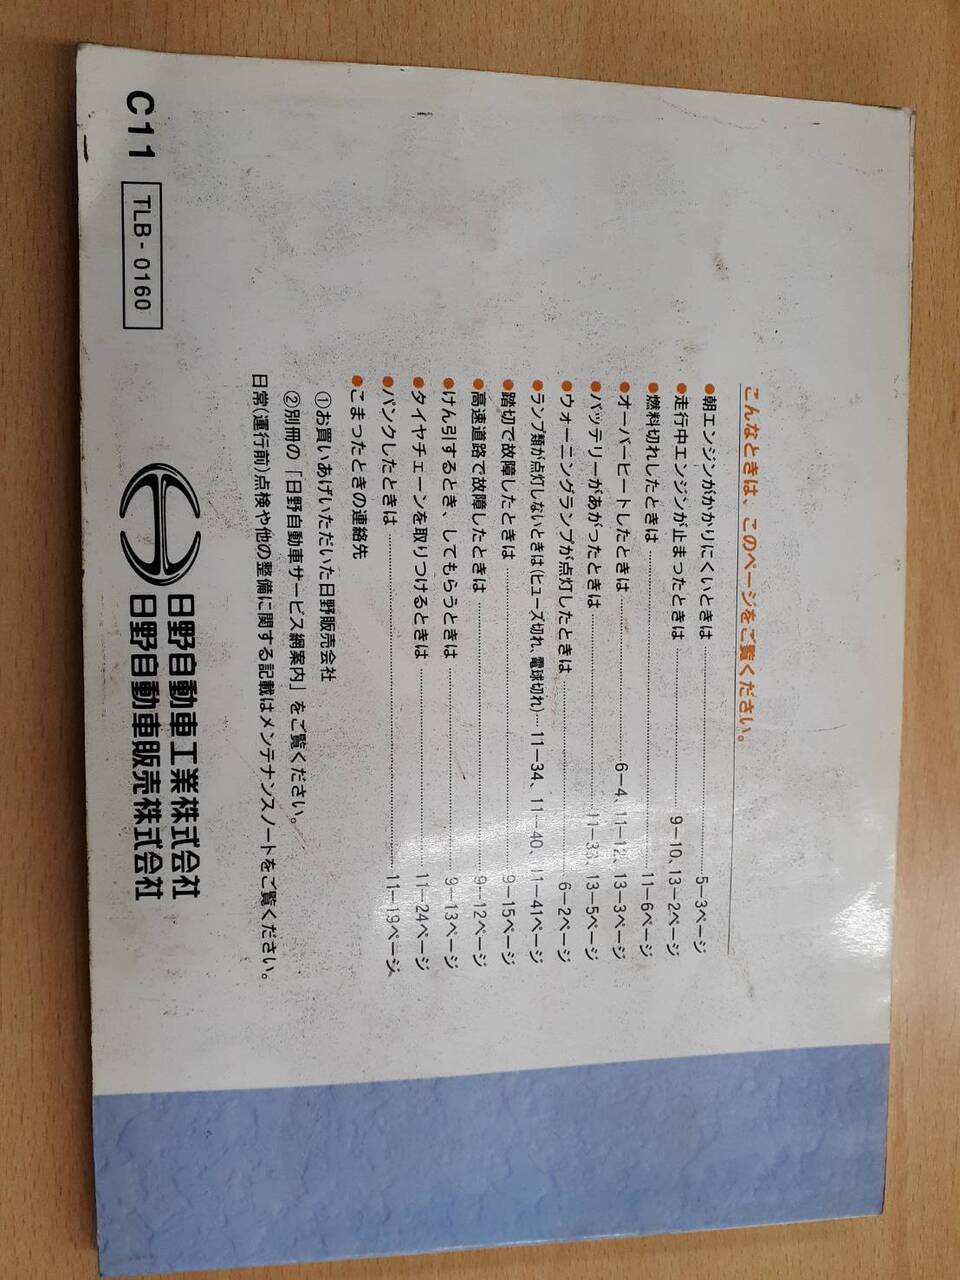 こんなときは、このページをご覧ください。
●朝エンジンがかかりにくいときは 5－3ページ
●走行中エンジンが止まったときは 9－10、13－2ページ
●燃料切れしたときは 11－6ページ
●オーバーヒートしたときは 6－4、11－12、13－3ページ
●バッテリーがあがったときは 11－33、13－5ページ
●ウォーニングランプが点灯したときは 6－2ページ
●ランプ類が点灯しないときは(ヒューズ切れ、電球切れ) 11－34、11－40、11－41ページ
●踏切で故障したときは 9－15ページ
●高速道路で故障したときは 9－12ページ
●けん引するとき、してもらうときは 9－13ページ
●タイヤチェーンを取りつけるときは 11－24ページ
●パンクしたときは 11－19ページ
●こまったときの連絡先
①お買いあげいただいた日野販売会社
②別冊の「日野自動車サービス網案内」をご覧ください。
日常(運行前)点検や他の整備に関する記載はメンテナンスノートをご覧ください。
日野自動車工業株式会社
日野自動車販売株式会社
C11 TLB-0160